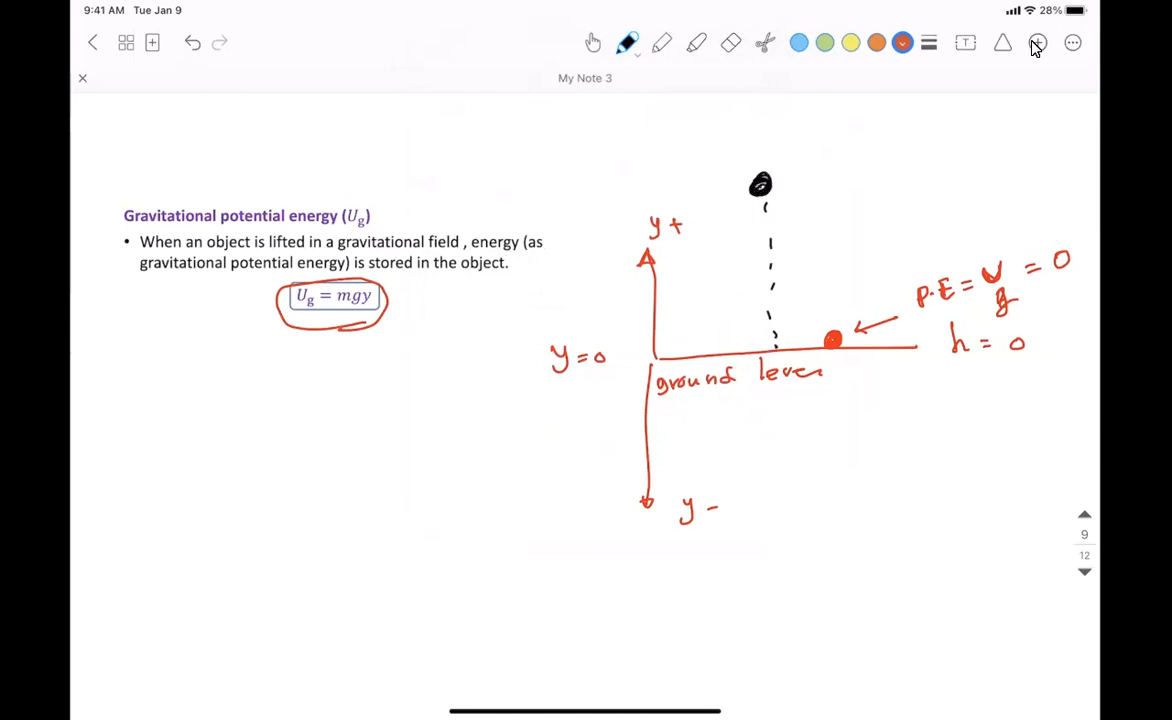 9:41 AM Tue Jan 9
28%
T
My Note 3
Gravitational potential energy (Ug)
• When an object is lifted in a gravitational field , energy (as
gravitational potential energy) is stored in the object.
Ug = mgy
y +
P.E = Ug = 0
h = 0
y = 0
ground level
y -
9
12